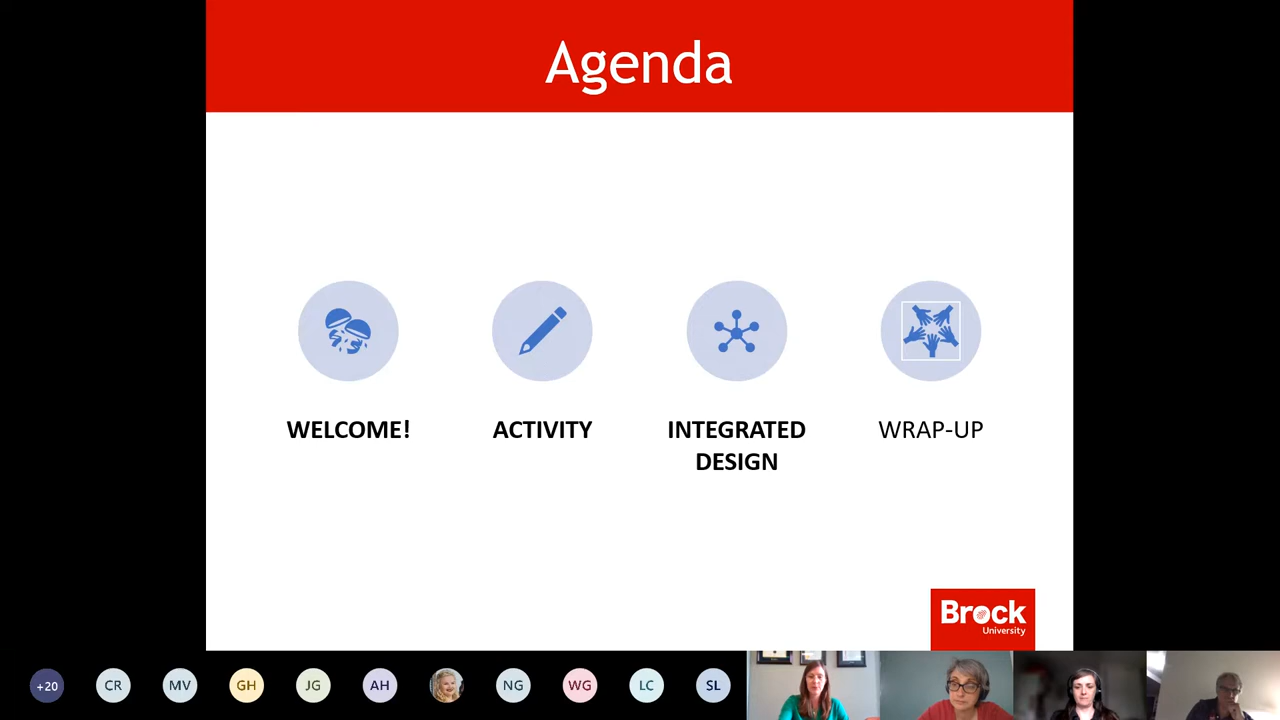 Agenda
WELCOME!
ACTIVITY
INTEGRATED
DESIGN
WRAP-UP
Brock
University
+20
CR
MV
GH
JG
AH
NG
WG
LC
SL